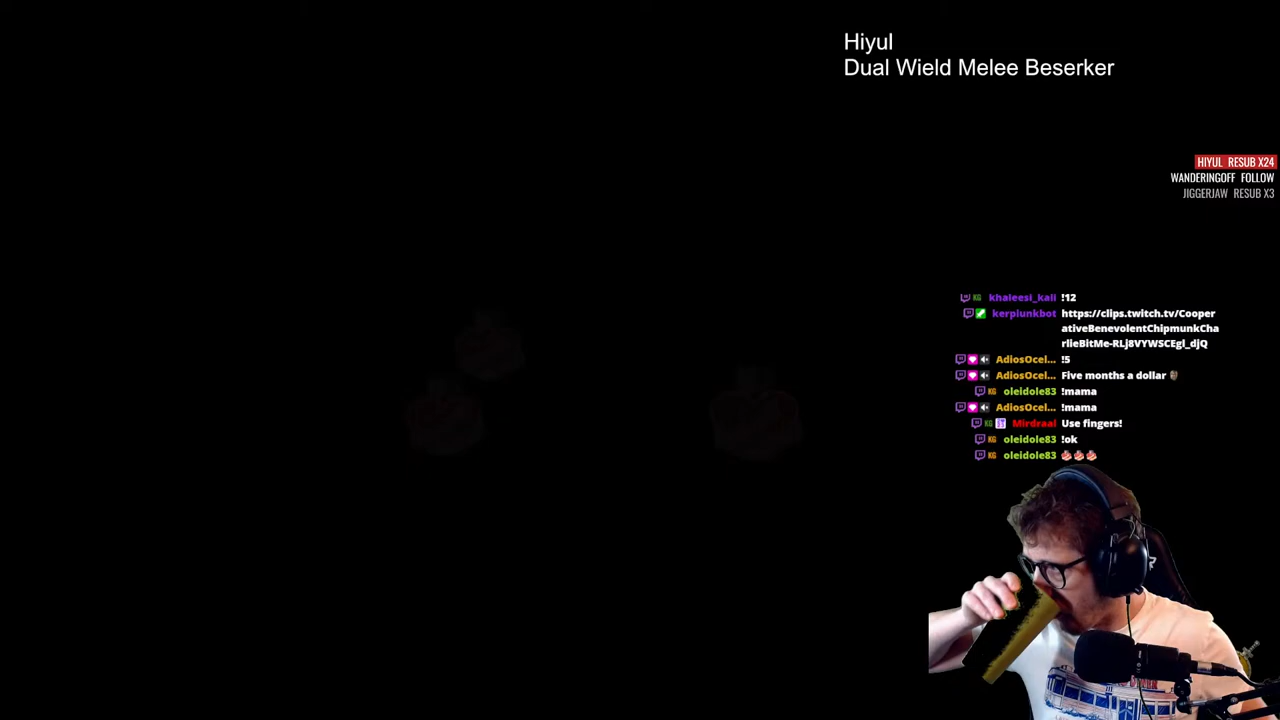 Hiyul
Dual Wield Melee Beserker
HIYUL RESUB X24
WANDERINGOFF FOLLOW
JIGGERJAW RESUB X3
khaleesi_kali !12
kerplunkbot https://clips.twitch.tv/Cooper
ativeBenevolentChipmunkCha
rlieBitMe-RLj8VYWSCEgl_djQ
AdiosOcel... !5
AdiosOcel... Five months a dollar
oleidole83 !mama
AdiosOcel... !mama
Mirdraal Use fingers!
oleidole83 !ok
oleidole83